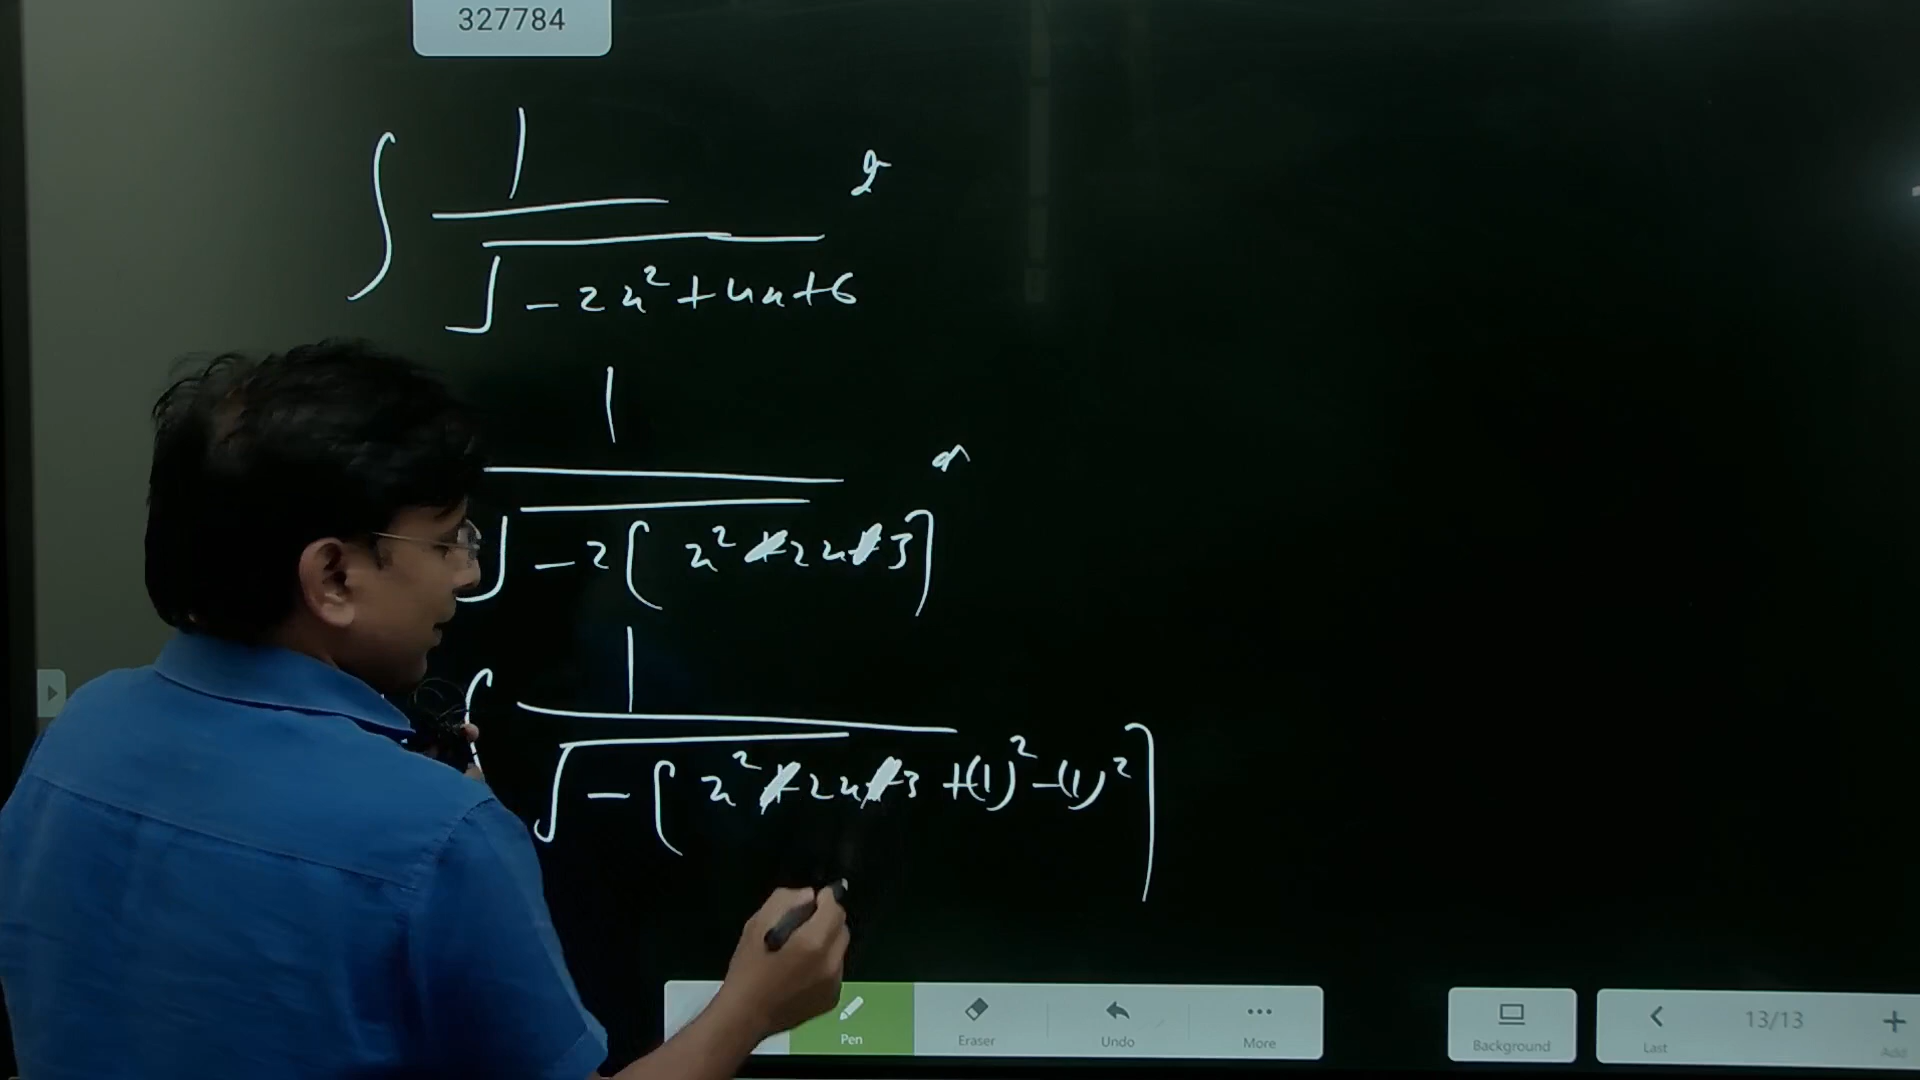 327784
∫ 1 / √(-2x² + 4x + 6) dx
1 / √(-2[x² - 2x - 3]) dx
∫ 1 / √(-[x² - 2x - 3 + (1)² - (1)²])
Pen
Eraser
Undo
More
Background
Last
13/13
Add